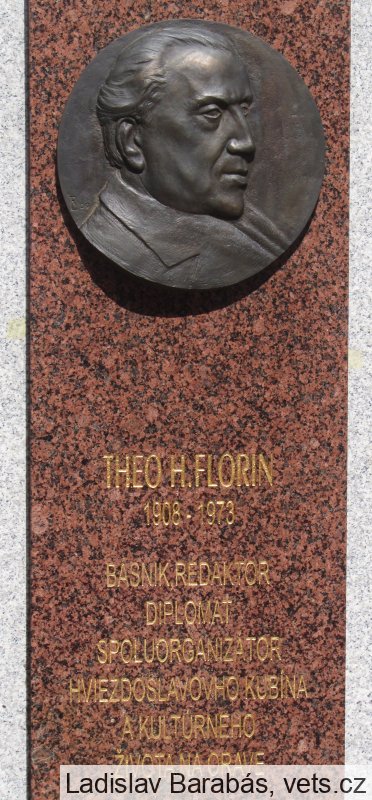 THEO H. FLORIN
1908 - 1973
BÁSNIK, REDAKTOR
DIPLOMAT
SPOLUORGANIZÁTOR
HVIEZDOSLAVOVHO KUBÍNA
A KULTÚRNEHO
ŽIVOTA NA ORAVE
Ladislav Barabás, vets.cz